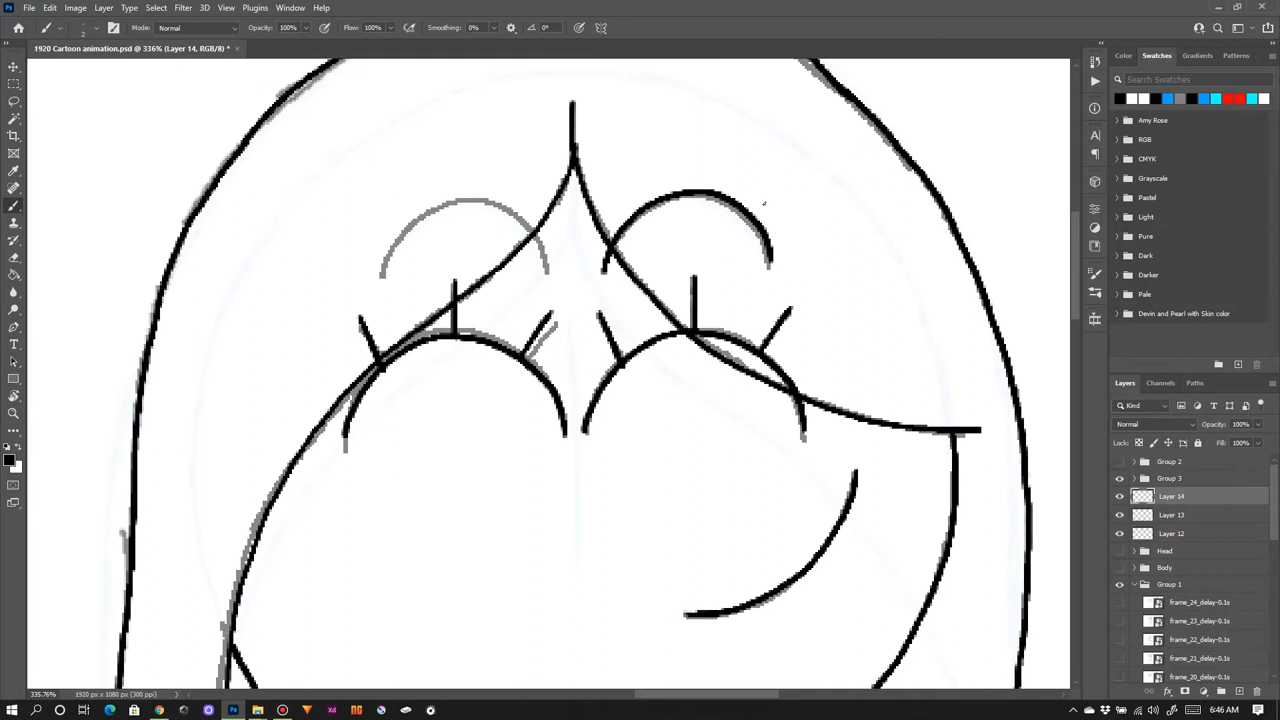 Ps File Edit Image Layer Type Select Filter 3D View Plugins Window Help
2 Mode: Normal Opacity: 100% Flow: 100% Smoothing: 0% 0°
1920 Cartoon animation.psd @ 336% (Layer 14, RGB/8) *
Color Swatches Gradients Patterns
Search Swatches
Amy Rose
RGB
CMYK
Grayscale
Pastel
Light
Pure
Dark
Darker
Pale
Devin and Pearl with Skin color
Layers Channels Paths
Kind
Normal Opacity: 100%
Lock: Fill: 100%
Group 2
Group 3
Layer 14
Layer 13
Layer 12
Head
Body
Group 1
frame_24_delay-0.1s
frame_23_delay-0.1s
frame_22_delay-0.1s
frame_21_delay-0.1s
frame_20_delay-0.1s
335.76% 1920 px x 1080 px (300 ppi)
6:46 AM